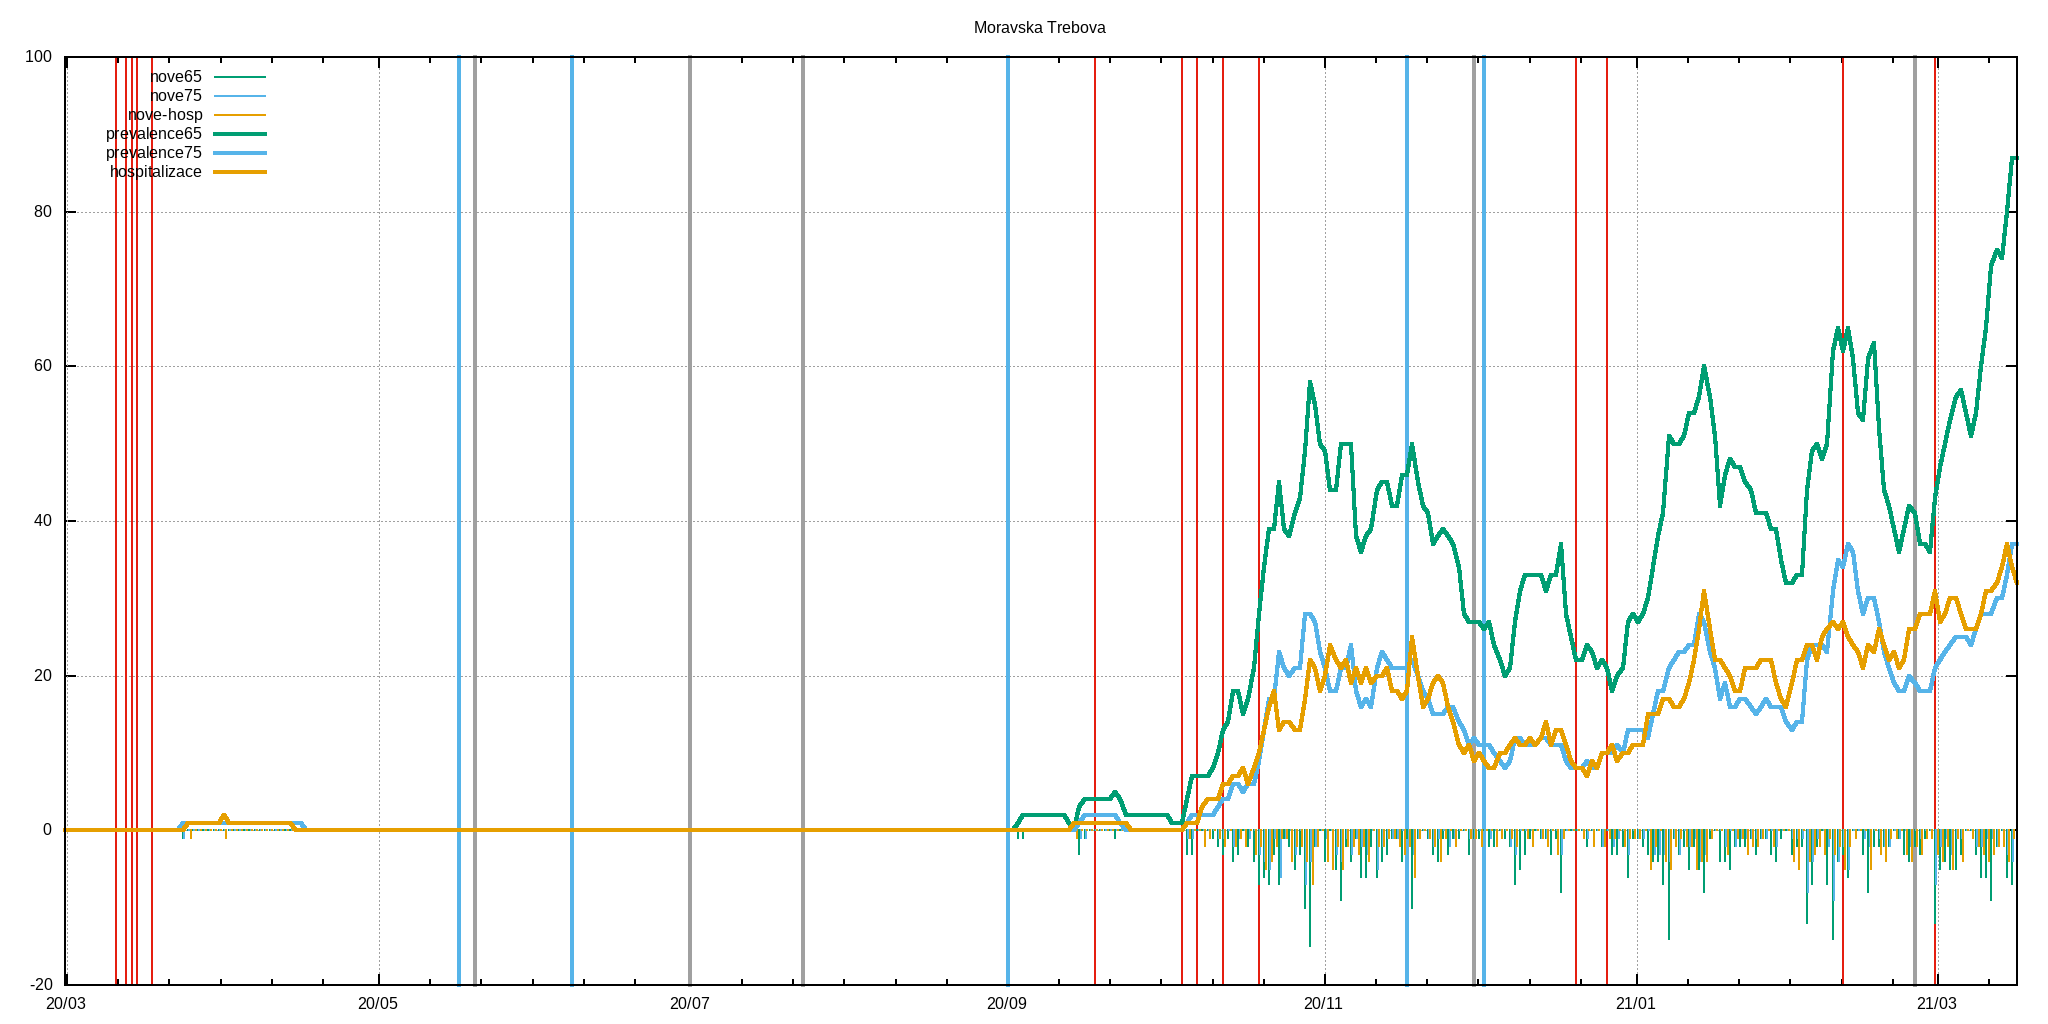 Moravska Trebova
100
nove65
nove75
nove-hosp
prevalence65
prevalence75
hospitalizace
80
60
40
20
0
-20
20/03 20/05 20/07 20/09 20/11 21/01 21/03